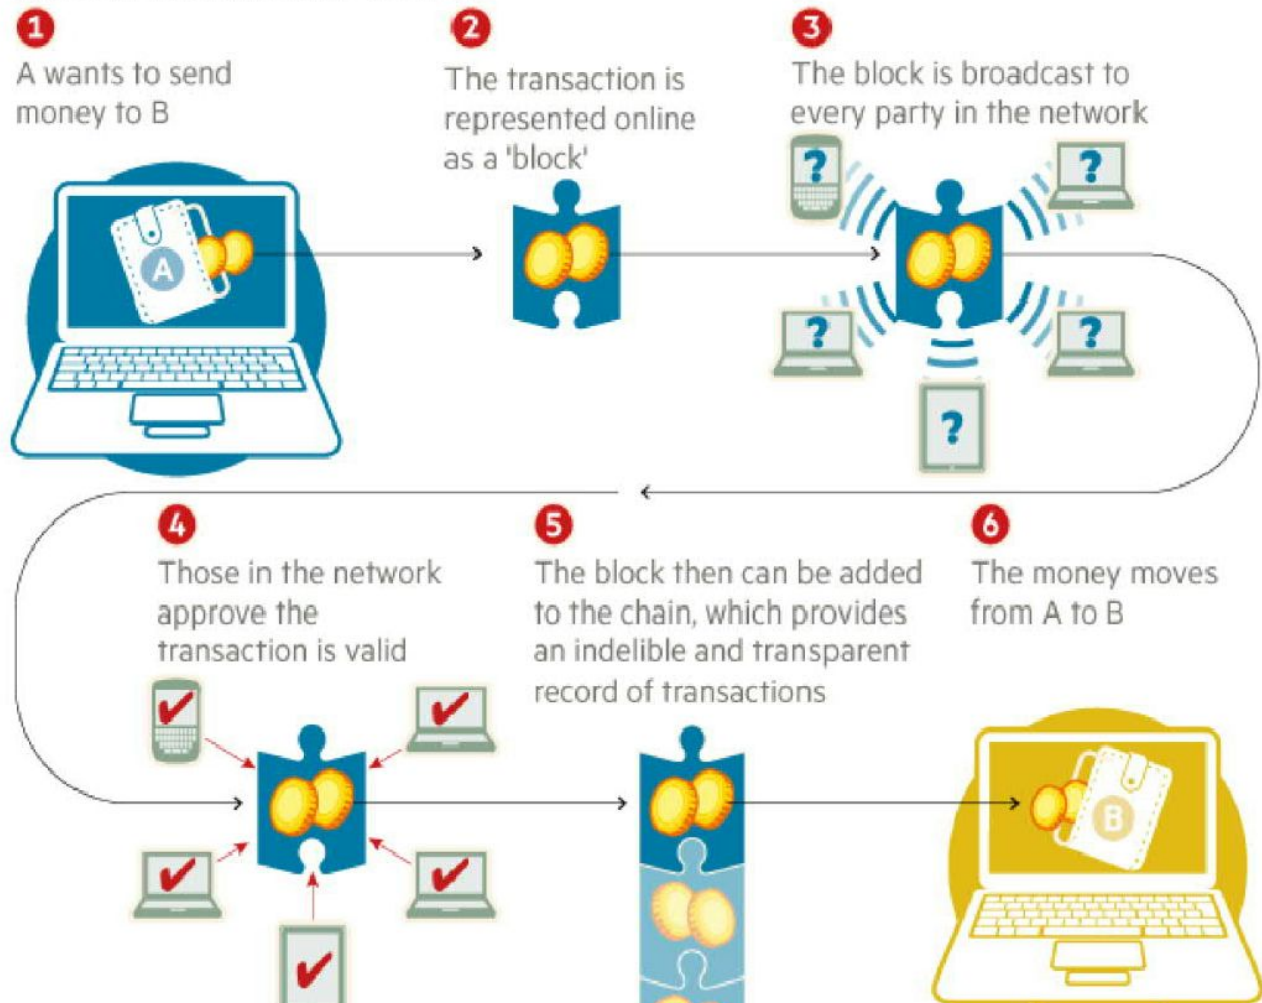 1
A wants to send
money to B
2
The transaction is
represented online
as a 'block'
3
The block is broadcast to
every party in the network
?
?
?
?
?
A
4
Those in the network
approve the
transaction is valid
5
The block then can be added
to the chain, which provides
an indelible and transparent
record of transactions
6
The money moves
from A to B
B